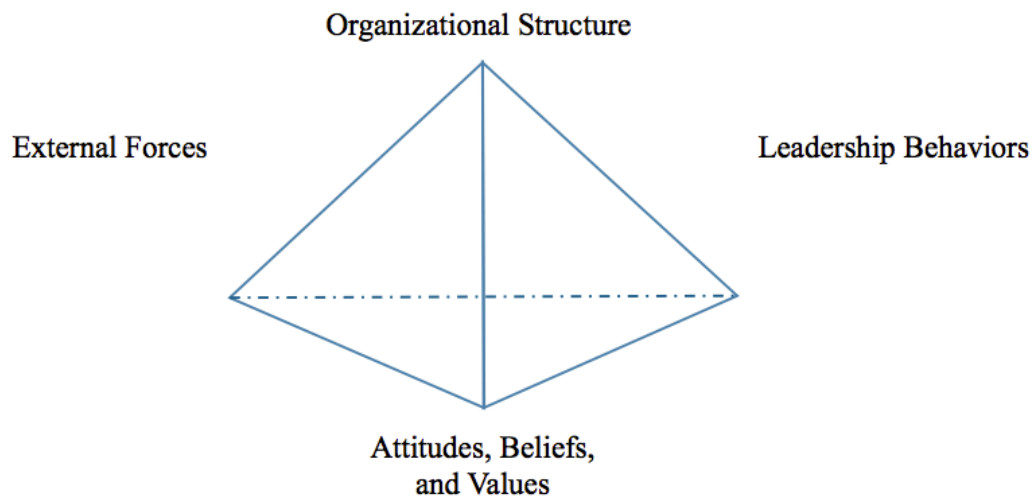 Organizational Structure
External Forces
Leadership Behaviors
Attitudes, Beliefs,
and Values